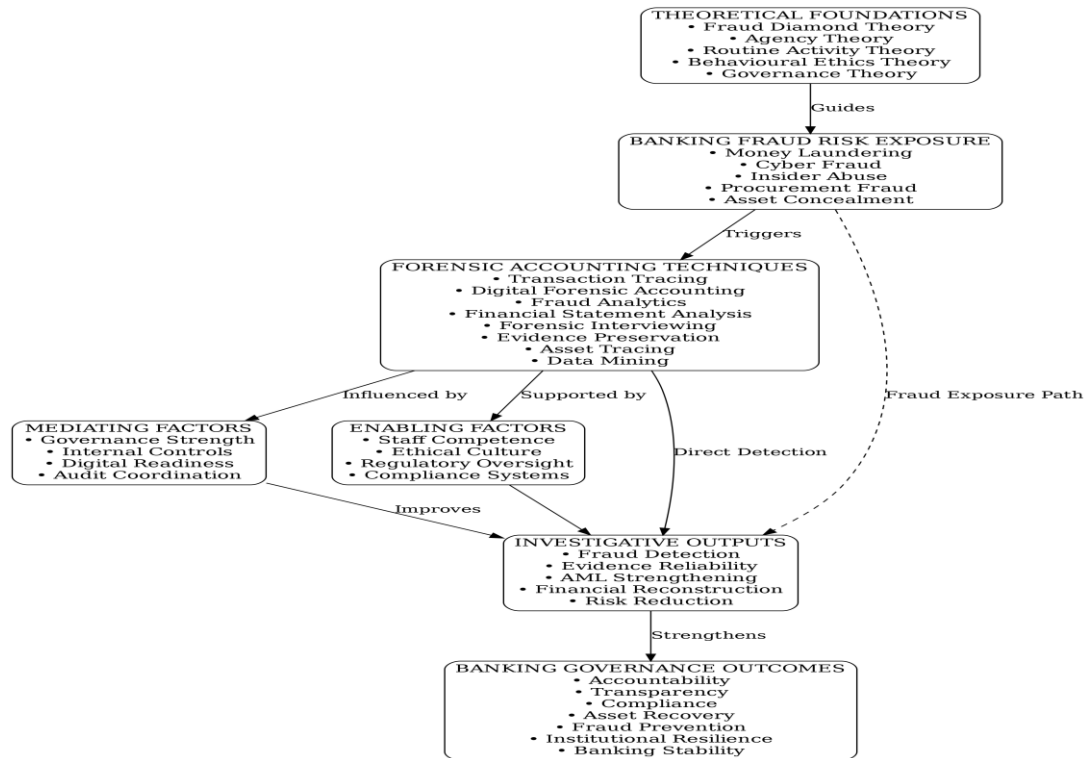 THEORETICAL FOUNDATIONS
• Fraud Diamond Theory
• Agency Theory
• Routine Activity Theory
• Behavioural Ethics Theory
• Governance Theory
Guides
BANKING FRAUD RISK EXPOSURE
• Money Laundering
• Cyber Fraud
• Insider Abuse
• Procurement Fraud
• Asset Concealment
Triggers
FORENSIC ACCOUNTING TECHNIQUES
• Transaction Tracing
• Digital Forensic Accounting
• Fraud Analytics
• Financial Statement Analysis
• Forensic Interviewing
• Evidence Preservation
• Asset Tracing
• Data Mining
Influenced by
Supported by
Fraud Exposure Path
MEDIATING FACTORS
• Governance Strength
• Internal Controls
• Digital Readiness
• Audit Coordination
ENABLING FACTORS
• Staff Competence
• Ethical Culture
• Regulatory Oversight
• Compliance Systems
Direct Detection
Improves
INVESTIGATIVE OUTPUTS
• Fraud Detection
• Evidence Reliability
• AML Strengthening
• Financial Reconstruction
• Risk Reduction
Strengthens
BANKING GOVERNANCE OUTCOMES
• Accountability
• Transparency
• Compliance
• Asset Recovery
• Fraud Prevention
• Institutional Resilience
• Banking Stability